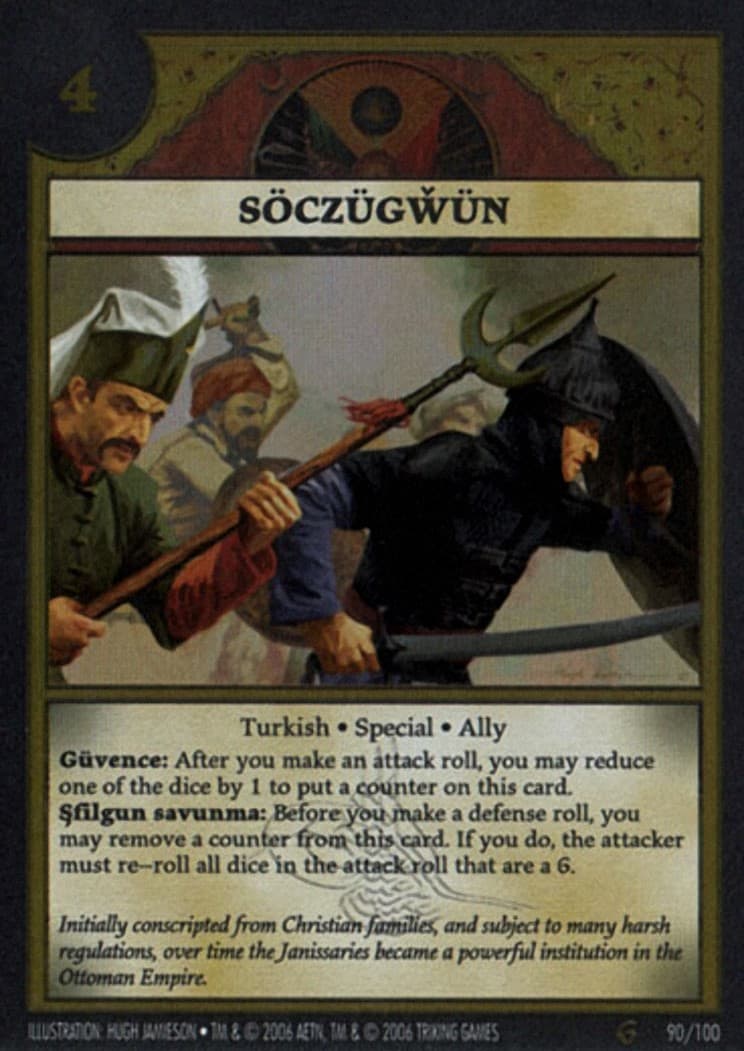 4
SÖCZÜGW̌ÜN
Turkish • Special • Ally
Güvence: After you make an attack roll, you may reduce
one of the dice by 1 to put a counter on this card.
Şfilgun savunma: Before you make a defense roll, you
may remove a counter from this card. If you do, the attacker
must re–roll all dice in the attack roll that are a 6.
Initially conscripted from Christian families, and subject to many harsh
regulations, over time the Janissaries became a powerful institution in the
Ottoman Empire.
ILLUSTRATION: HUGH JAMIESON • TM & © 2006 AETN, TM & © 2006 TRIKING GAMES 90/100